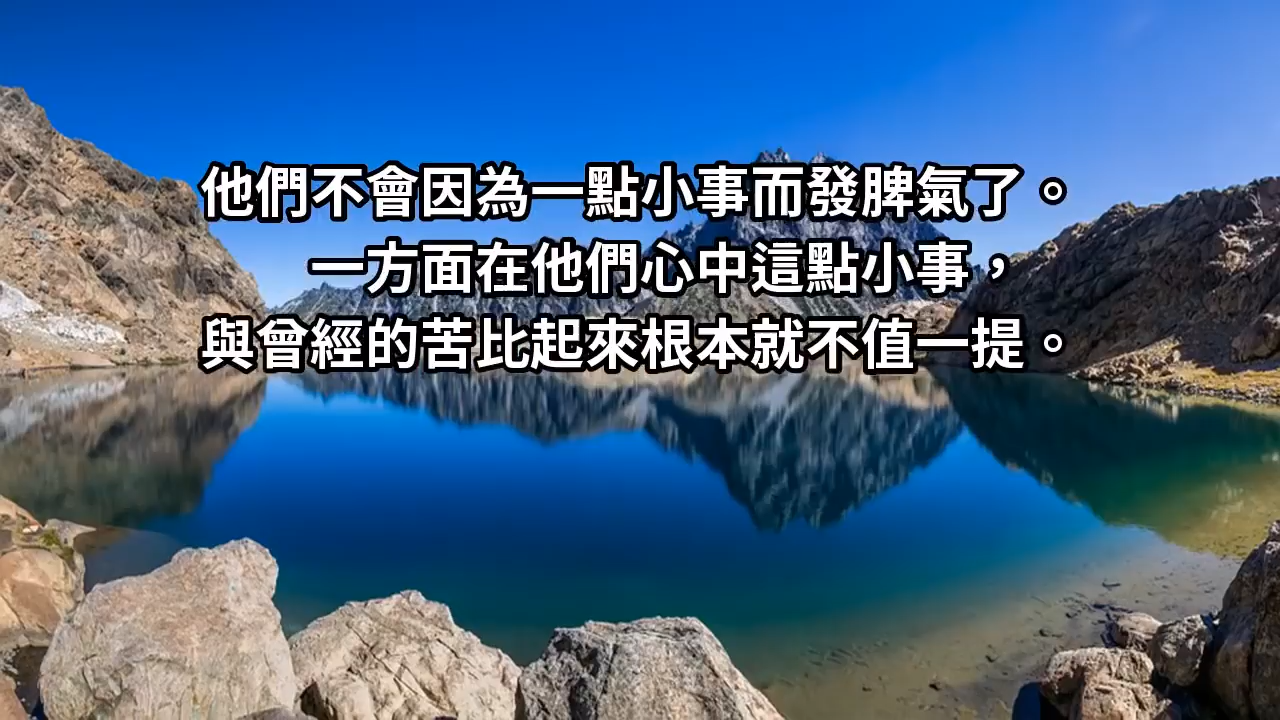 他們不會因為一點小事而發脾氣了。
一方面在他們心中這點小事，
與曾經的苦比起來根本就不值一提。